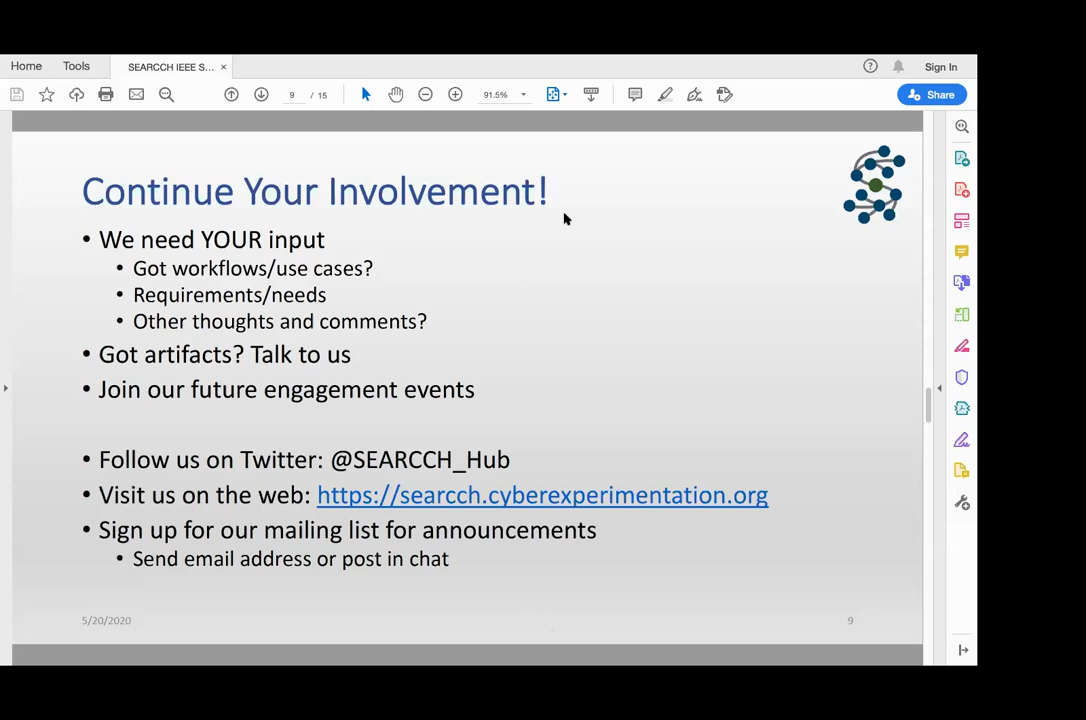 Home Tools SEARCCH IEEE S... ×
Sign In
9 / 15 91.5% Share
Continue Your Involvement!
• We need YOUR input
• Got workflows/use cases?
• Requirements/needs
• Other thoughts and comments?
• Got artifacts? Talk to us
• Join our future engagement events
• Follow us on Twitter: @SEARCCH_Hub
• Visit us on the web: https://searcch.cyberexperimentation.org
• Sign up for our mailing list for announcements
• Send email address or post in chat
5/20/2020 9